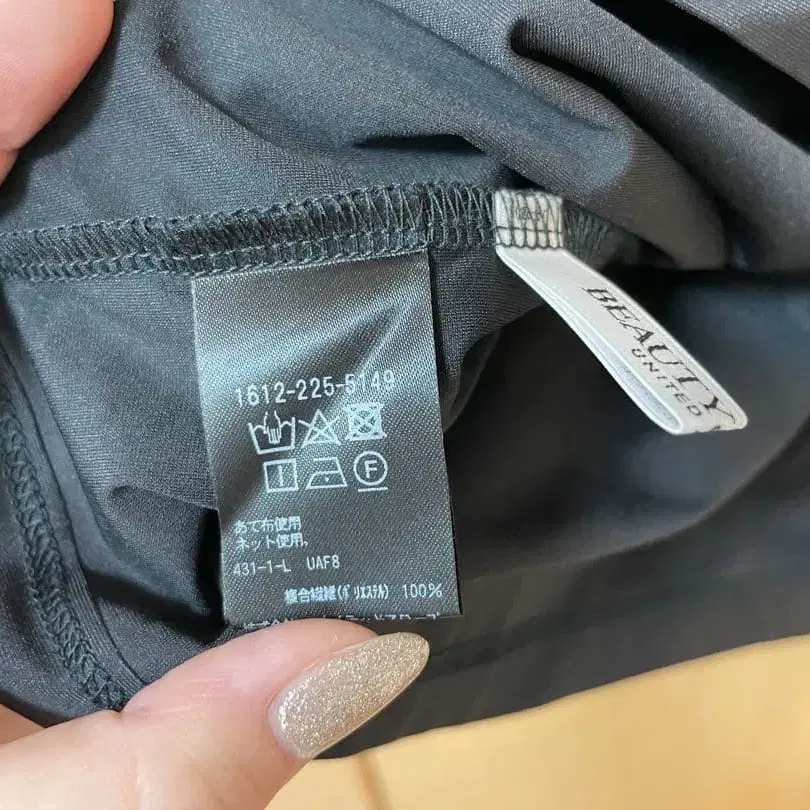 1612-225-5149
F
あて布使用
ネット使用、
431-1-L UAF8
複合繊維(ポリエステル) 100%
BEAUTY
UNITED